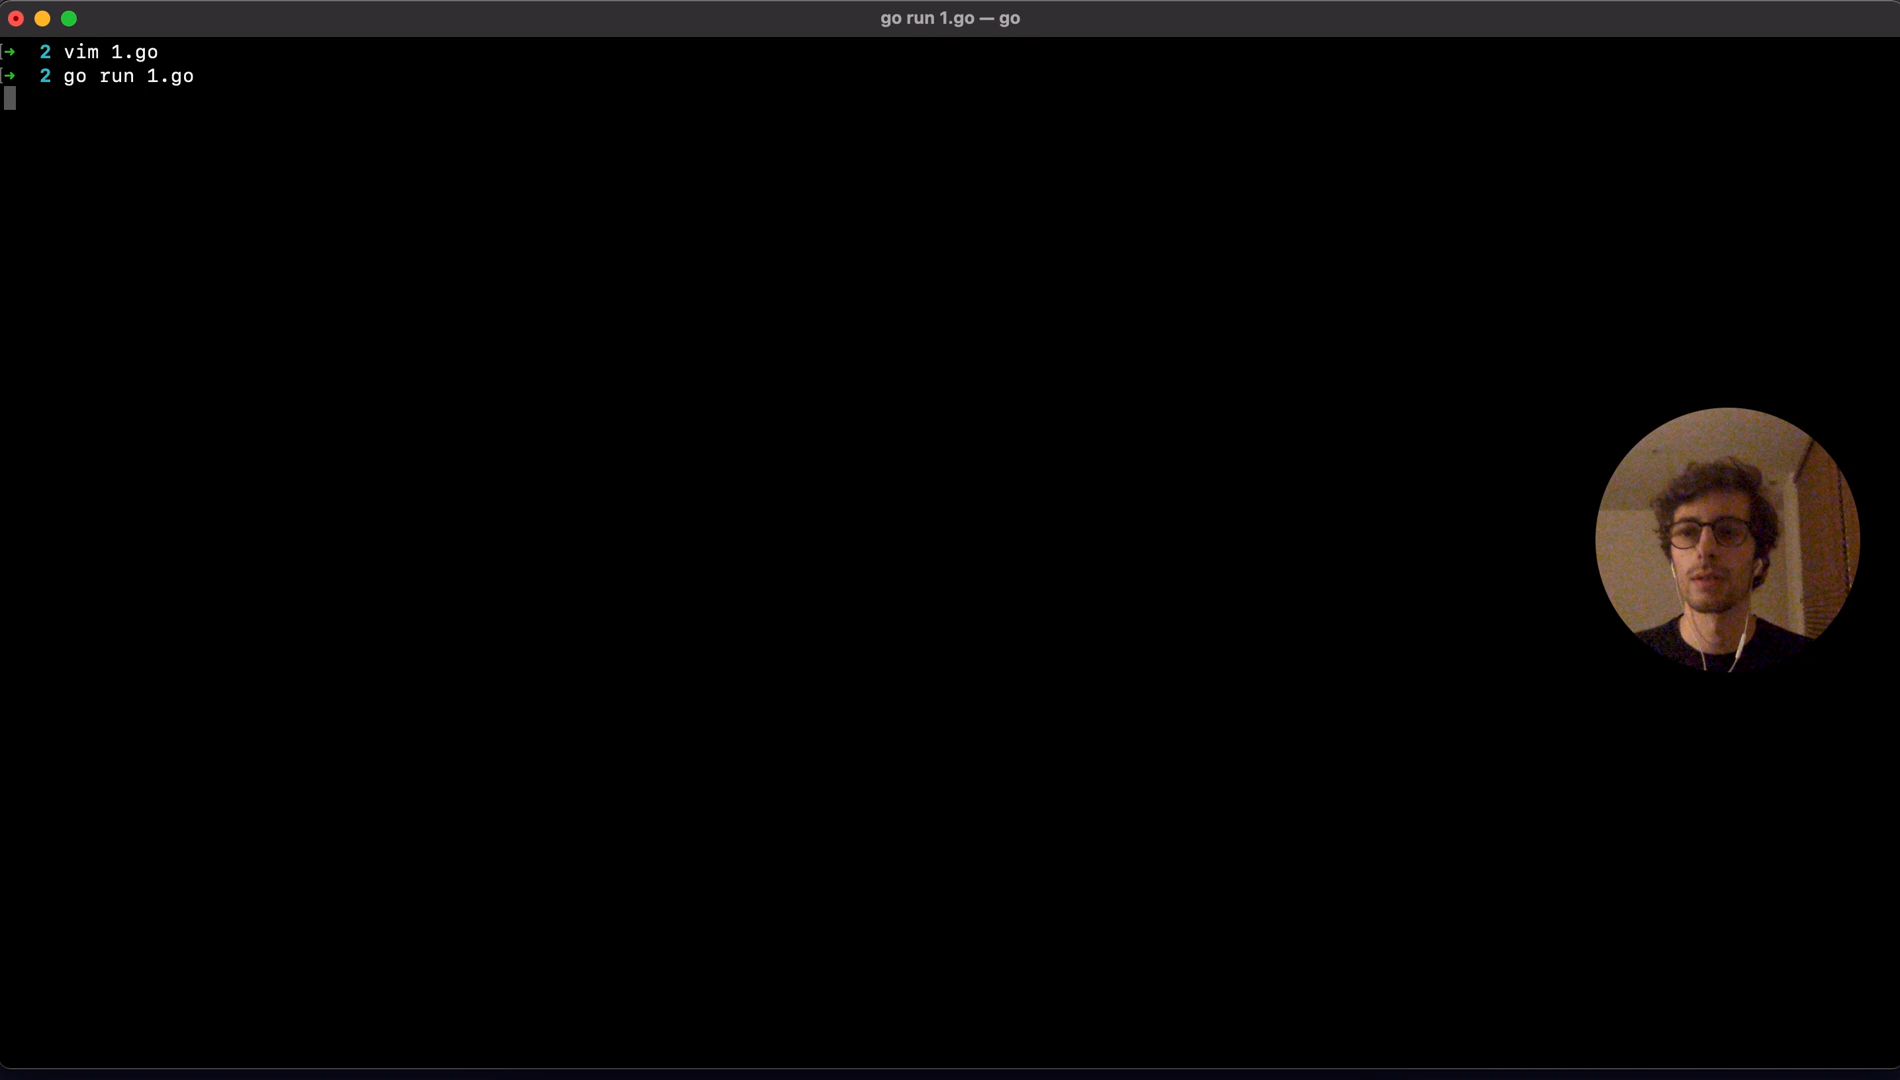 go run 1.go — go
[→ 2 vim 1.go
[→ 2 go run 1.go